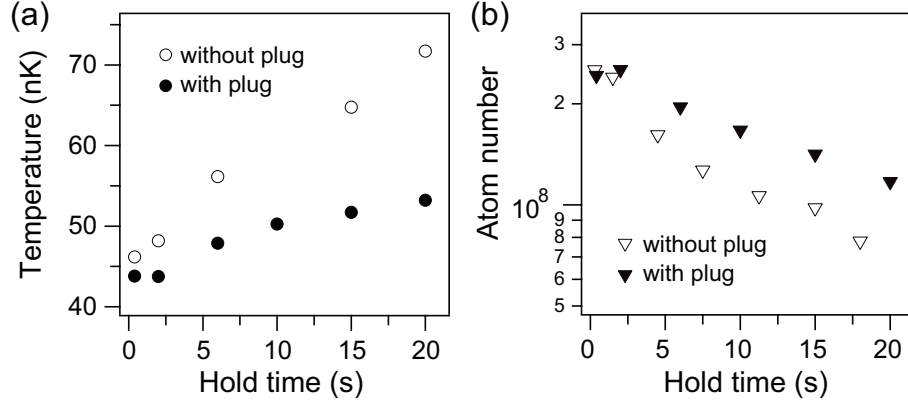 (a)
Temperature (nK)
70
60
50
40
without plug
with plug
0 5 10 15 20
Hold time (s)
(b)
Atom number
3
2
10^8
9
8
7
6
5
without plug
with plug
0 5 10 15 20
Hold time (s)